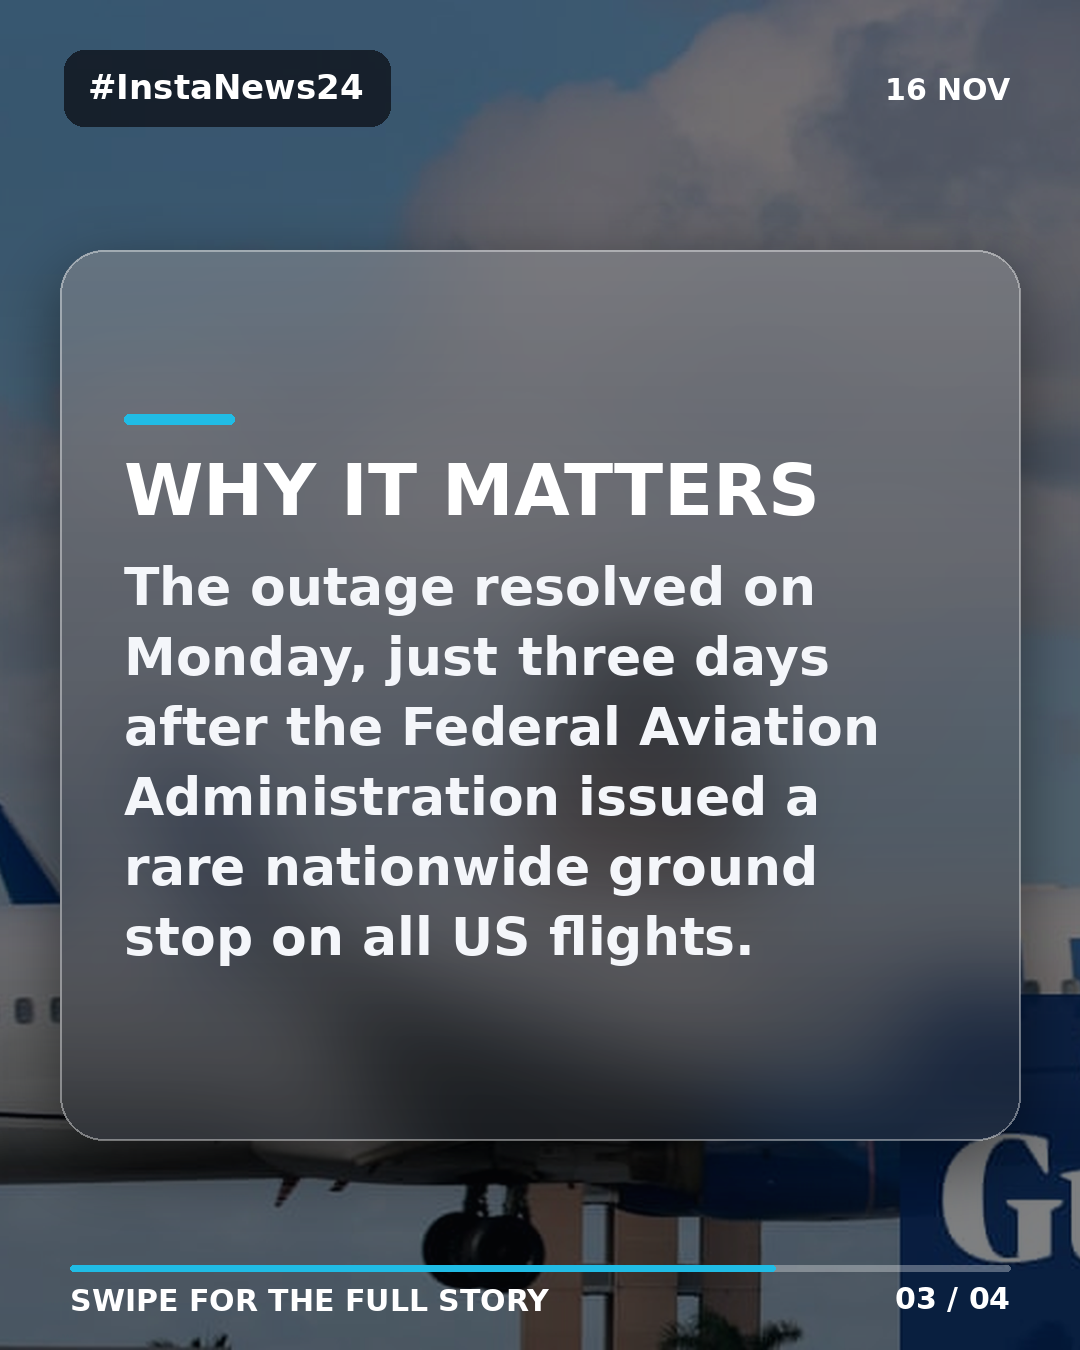 #InstaNews24
16 NOV
WHY IT MATTERS
The outage resolved on
Monday, just three days
after the Federal Aviation
Administration issued a
rare nationwide ground
stop on all US flights.
SWIPE FOR THE FULL STORY
03 / 04